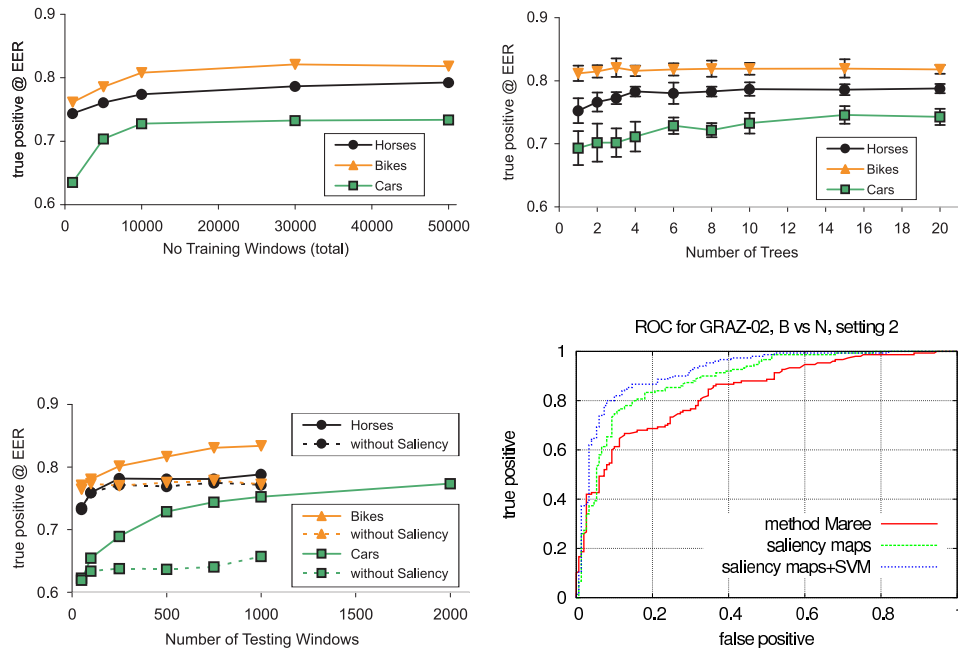 true positive @ EER
0.9
0.8
0.7
0.6
0 10000 20000 30000 40000 50000
No Training Windows (total)
Horses
Bikes
Cars
true positive @ EER
0.9
0.8
0.7
0.6
0 2 4 6 8 10 12 14 16 18 20
Number of Trees
Horses
Bikes
Cars
true positive @ EER
0.9
0.8
0.7
0.6
0 500 1000 1500 2000
Number of Testing Windows
Horses
without Saliency
Bikes
without Saliency
Cars
without Saliency
ROC for GRAZ-02, B vs N, setting 2
true positive
1
0.8
0.6
0.4
0.2
0
0 0.2 0.4 0.6 0.8 1
false positive
method Maree
saliency maps
saliency maps+SVM